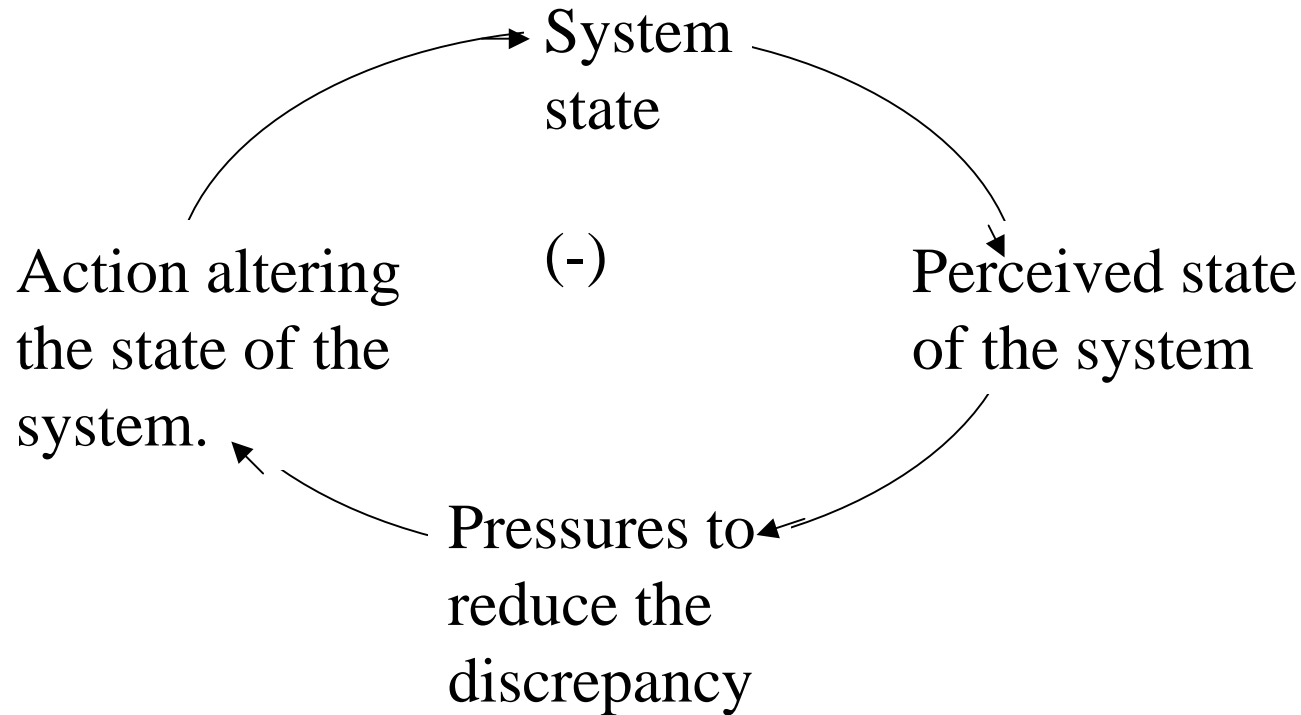 System
state
(-)
Action altering
the state of the
system.
Perceived state
of the system
Pressures to
reduce the
discrepancy